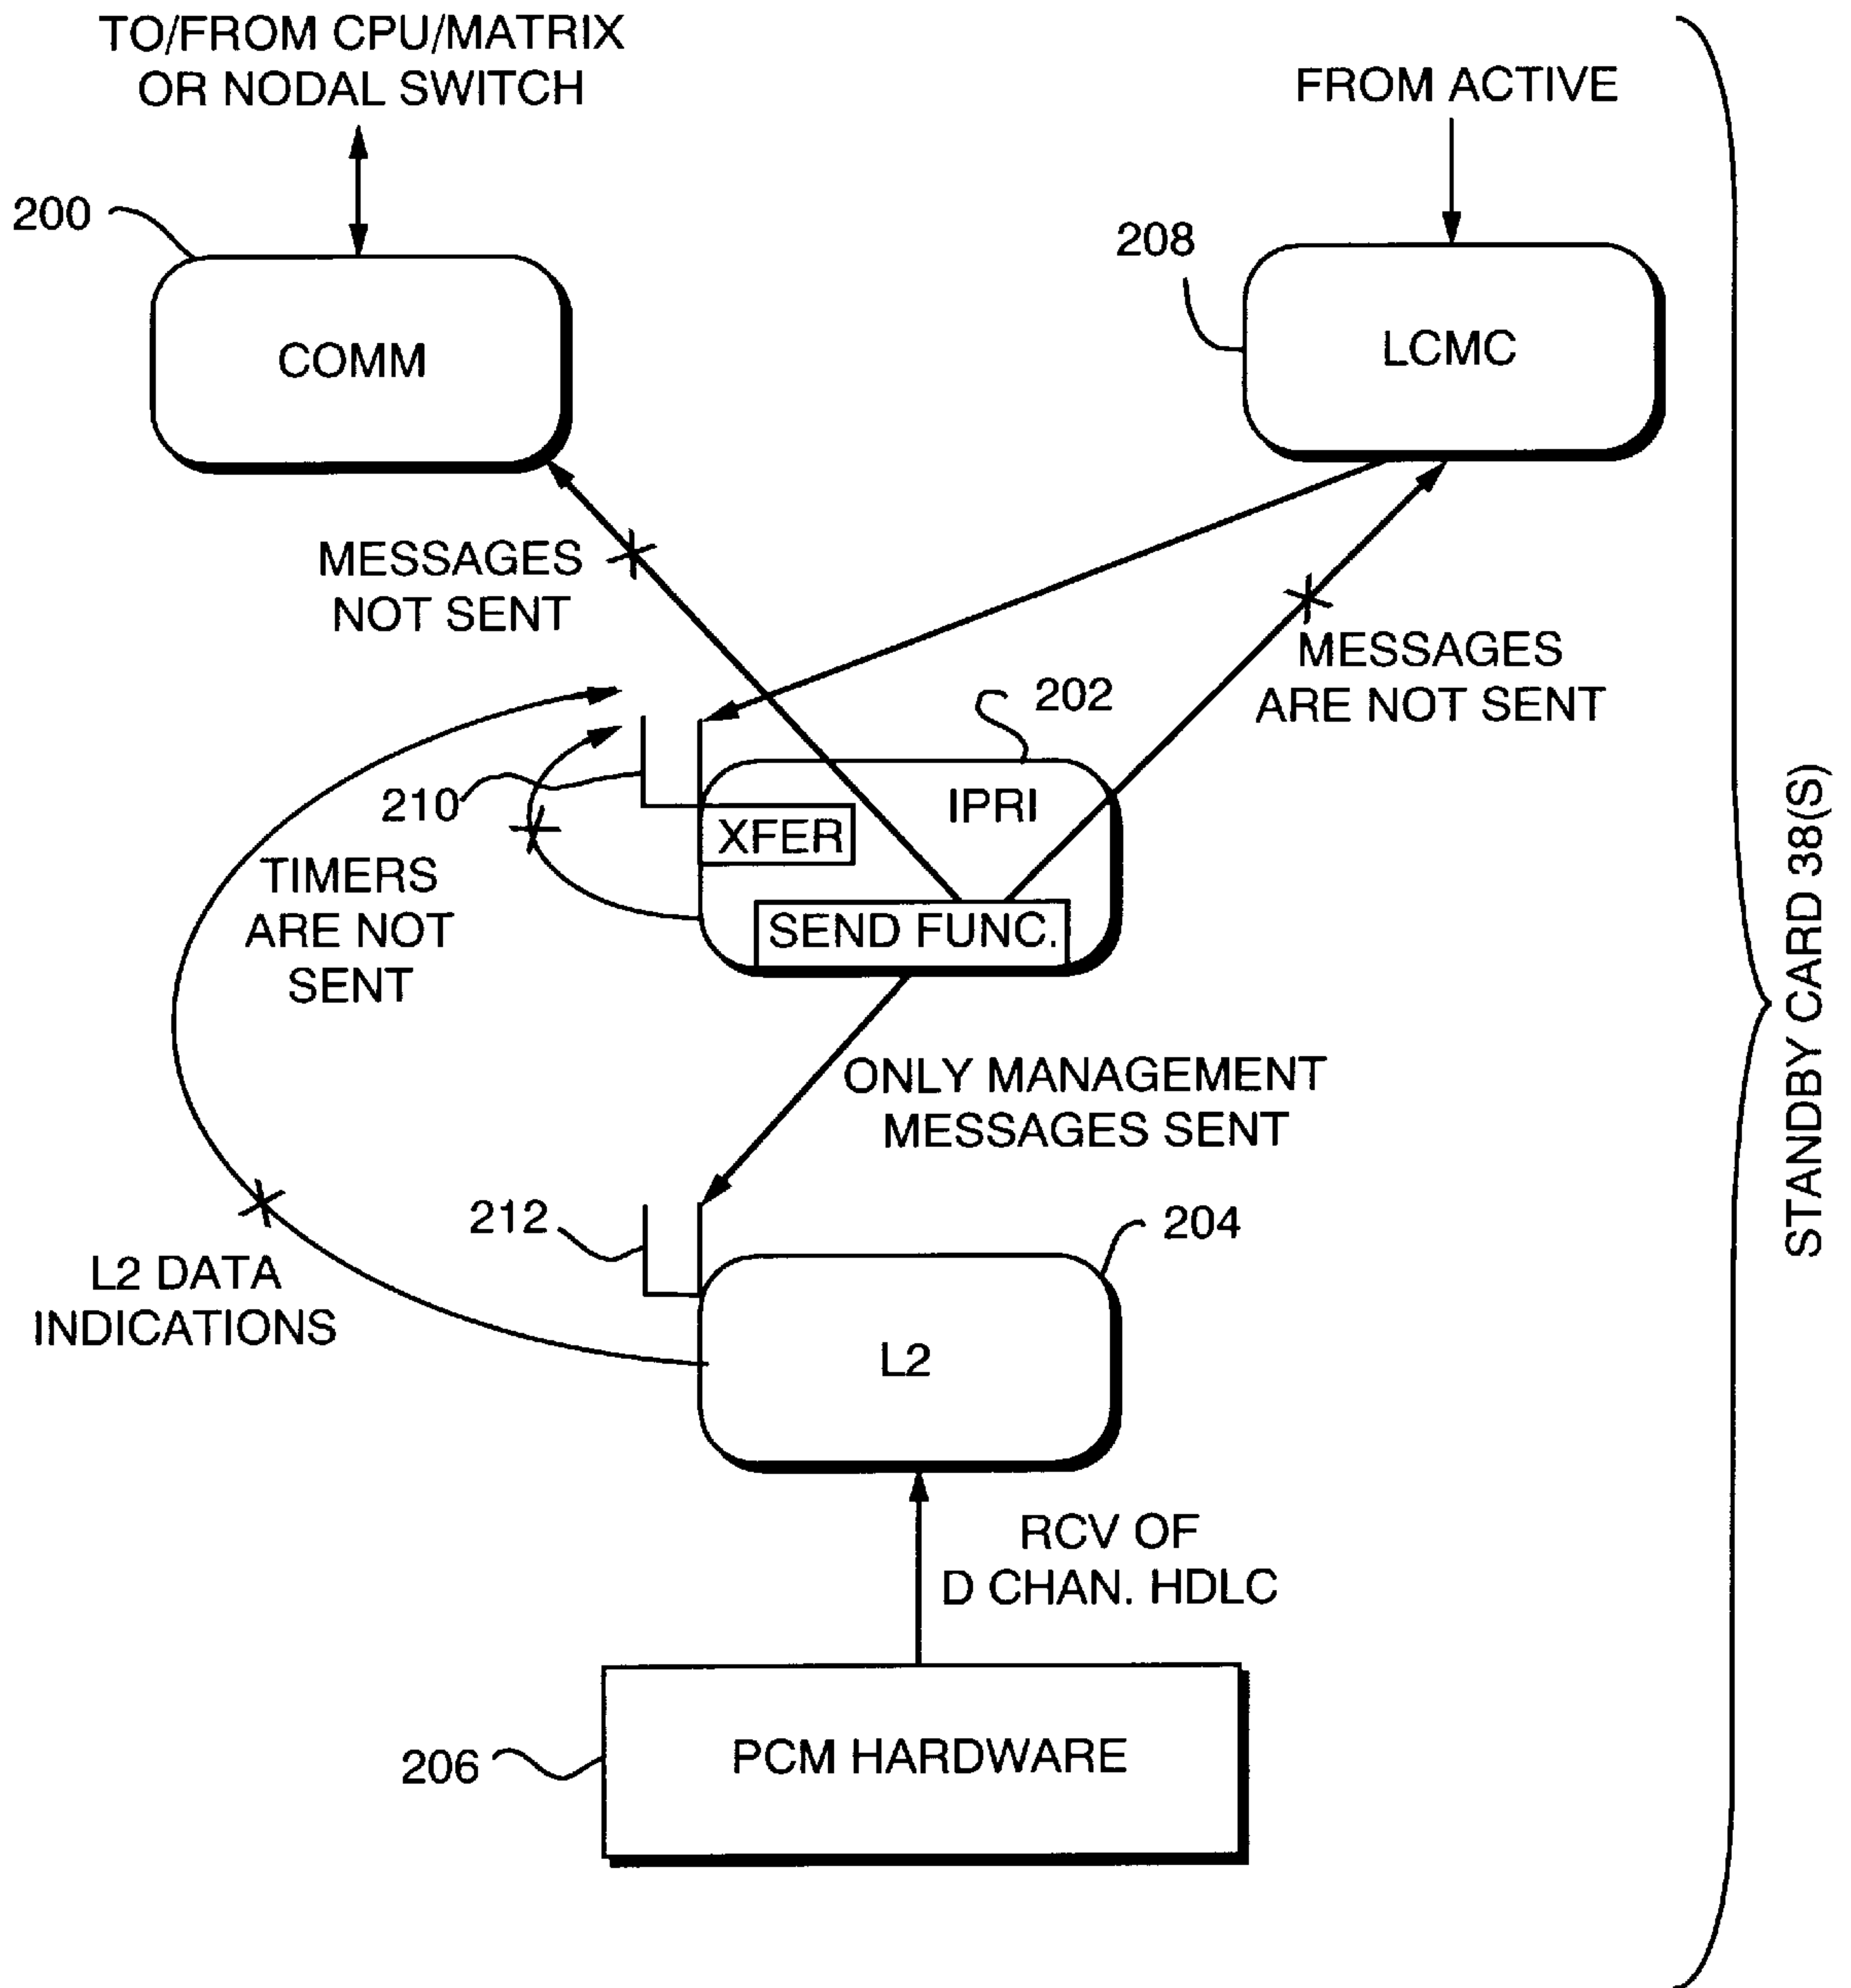 TO/FROM CPU/MATRIX
OR NODAL SWITCH
FROM ACTIVE
200
208
COMM
LCMC
MESSAGES
NOT SENT
MESSAGES
ARE NOT SENT
202
210
IPRI
XFER
TIMERS
ARE NOT
SENT
SEND FUNC.
STANDBY CARD 38(S)
ONLY MANAGEMENT
MESSAGES SENT
212
204
L2 DATA
INDICATIONS
L2
RCV OF
D CHAN. HDLC
206
PCM HARDWARE